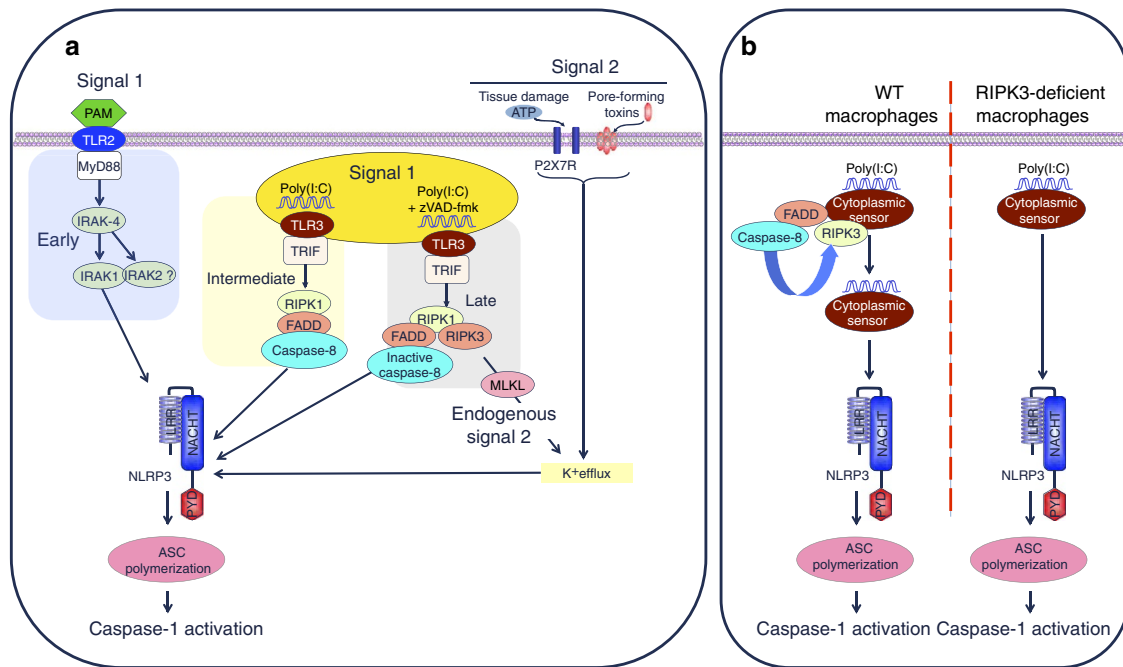 a
Signal 1
PAM
TLR2
MyD88
IRAK-4
Early
IRAK1
IRAK2 ?
Signal 1
Poly(I:C)
TLR3
TRIF
Intermediate
RIPK1
FADD
Caspase-8
Poly(I:C)
+ zVAD-fmk
TLR3
TRIF
Late
RIPK1
FADD
RIPK3
Inactive
caspase-8
MLKL
Endogenous
signal 2
Signal 2
Tissue damage
ATP
Pore-forming
toxins
P2X7R
K+efflux
LRR
NACHT
NLRP3
PYD
ASC
polymerization
Caspase-1 activation
b
WT
macrophages
Poly(I:C)
Cytoplasmic
sensor
FADD
Caspase-8
RIPK3
Cytoplasmic
sensor
LRR
NACHT
NLRP3
PYD
ASC
polymerization
Caspase-1 activation
RIPK3-deficient
macrophages
Poly(I:C)
Cytoplasmic
sensor
LRR
NACHT
NLRP3
PYD
ASC
polymerization
Caspase-1 activation